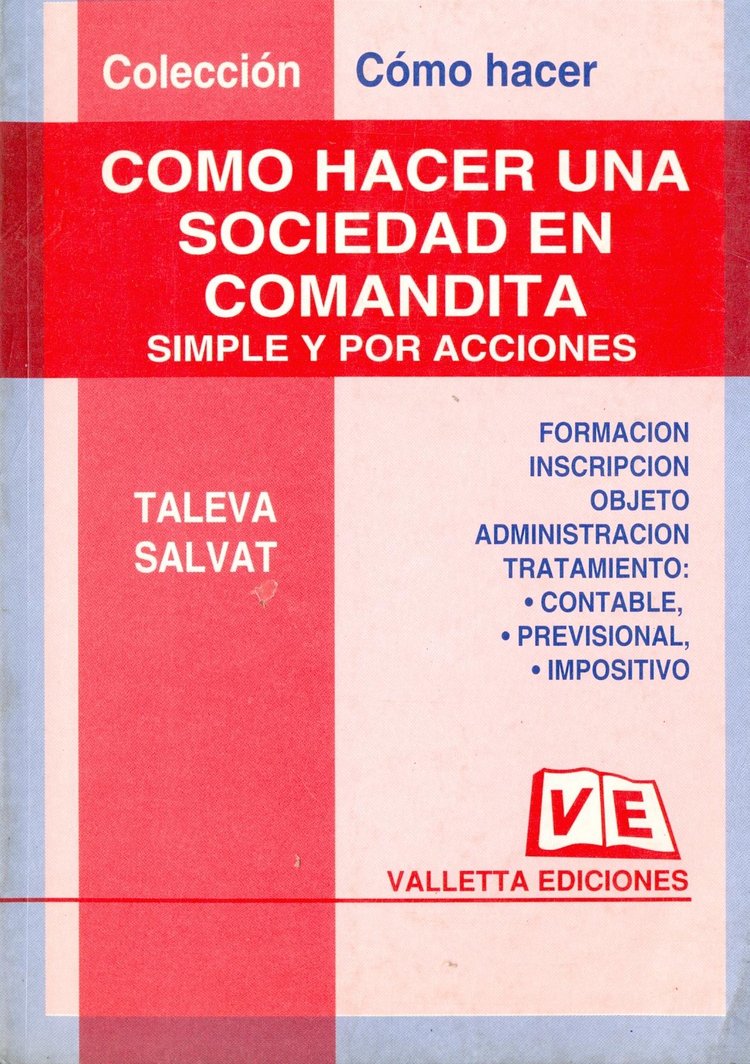 Colección Cómo hacer
COMO HACER UNA
SOCIEDAD EN
COMANDITA
SIMPLE Y POR ACCIONES
TALEVA
SALVAT
FORMACION
INSCRIPCION
OBJETO
ADMINISTRACION
TRATAMIENTO:
• CONTABLE,
• PREVISIONAL,
• IMPOSITIVO
VE
VALLETTA EDICIONES